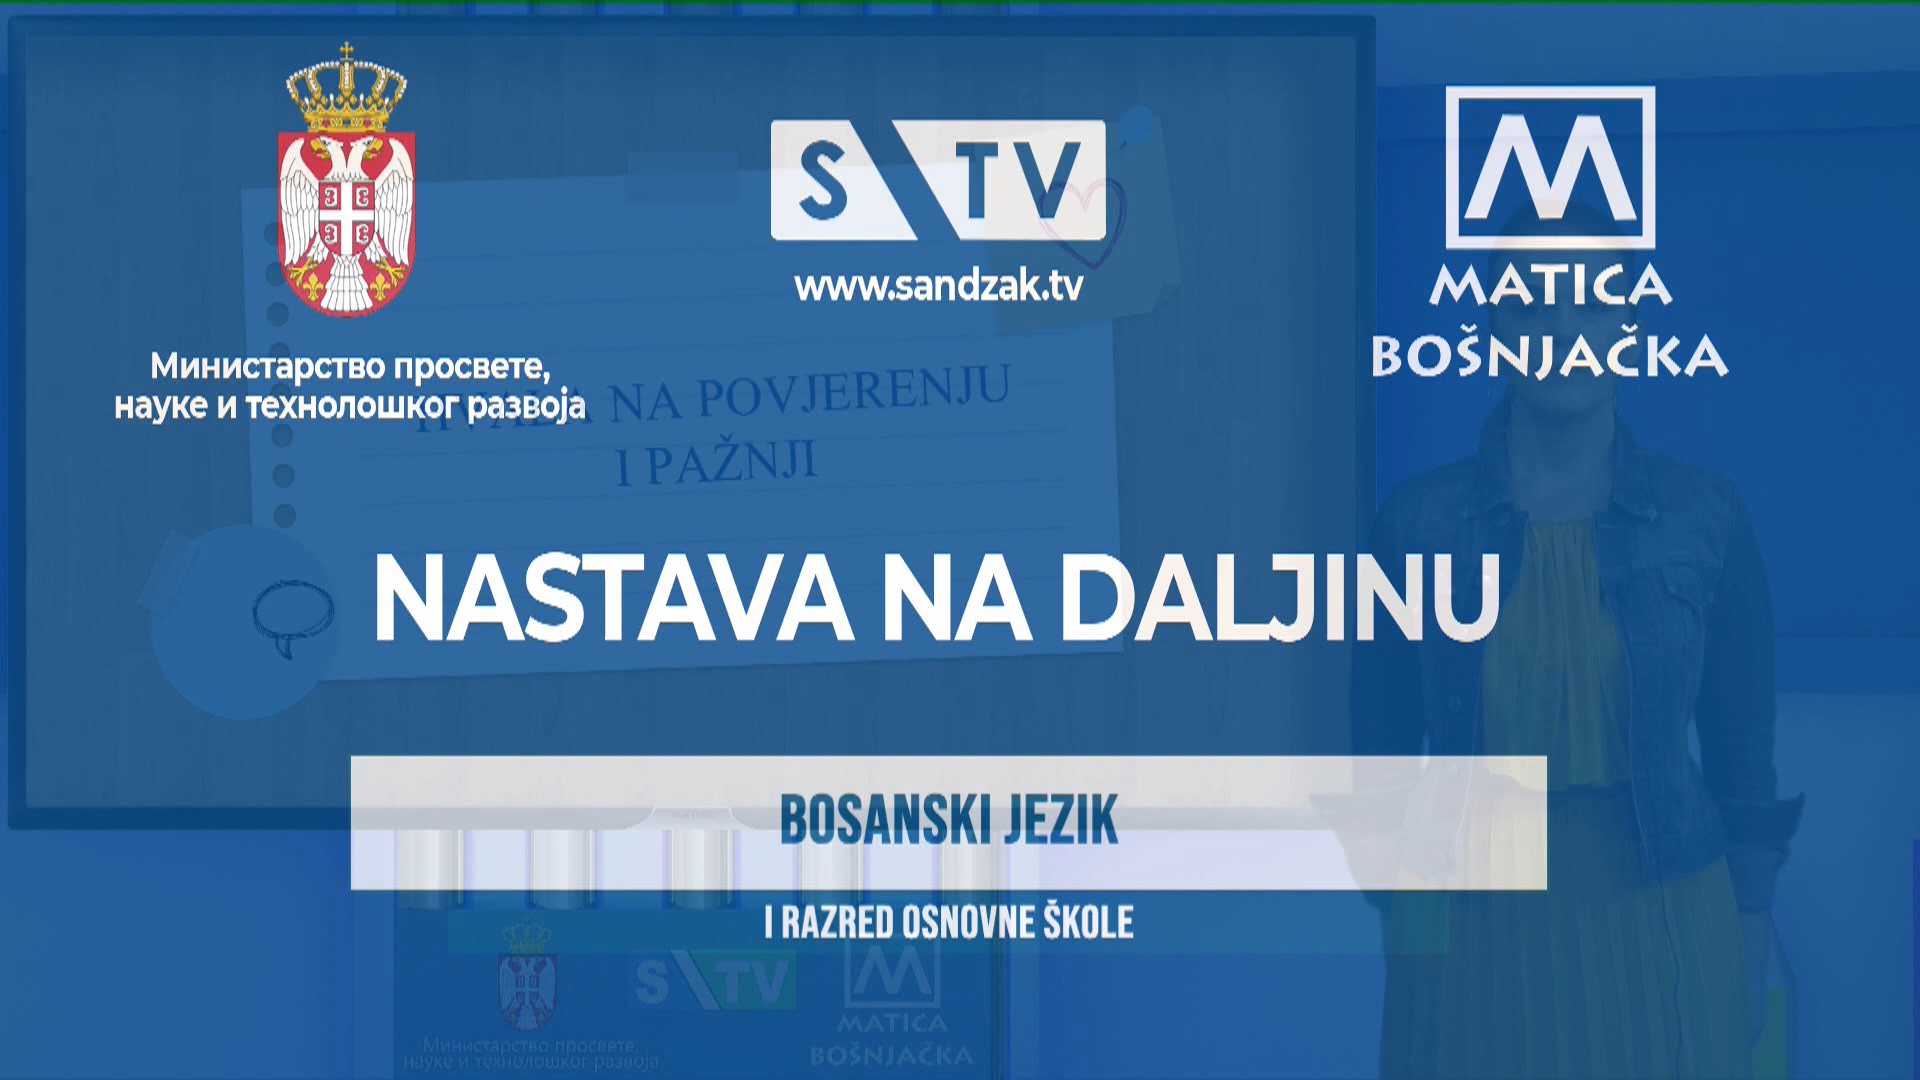 S TV
www.sandzak.tv
M
MATICA
BOŠNJAČKA
Министарство просвете,
науке и технолошког развоја
HVALA NA POVJERENJU
I PAŽNJI
NASTAVA NA DALJINU
BOSANSKI JEZIK
I RAZRED OSNOVNE ŠKOLE
S TV
M
MATICA
BOŠNJAČKA
Министарство просвете,
науке и технолошког развоја